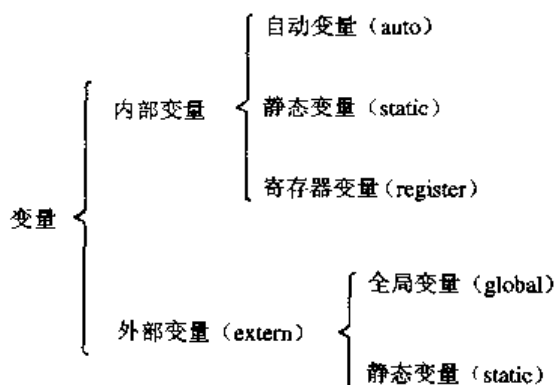 自动变量（auto）
内部变量
静态变量（static）
寄存器变量（register）
变量
全局变量（global）
外部变量（extern）
静态变量（static）